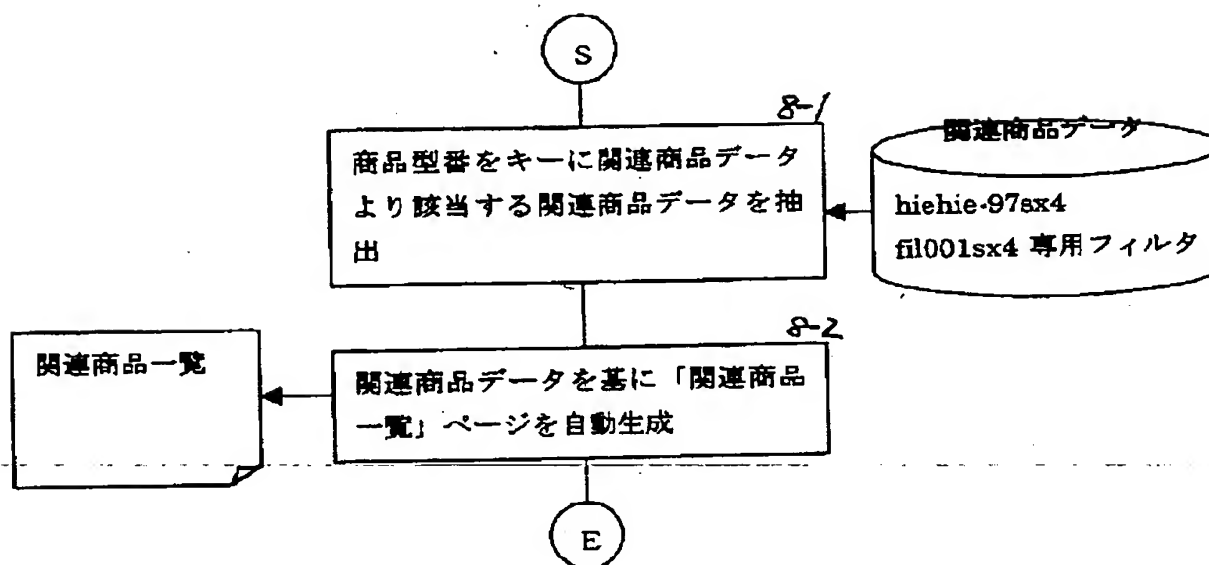 S
8-1
商品型番をキーに関連商品データ
より該当する関連商品データを抽
出
関連商品データ
hiehie-97sx4
fil001sx4 専用フィルタ
8-2
関連商品データを基に「関連商品
一覧」ページを自動生成
関連商品一覧
E